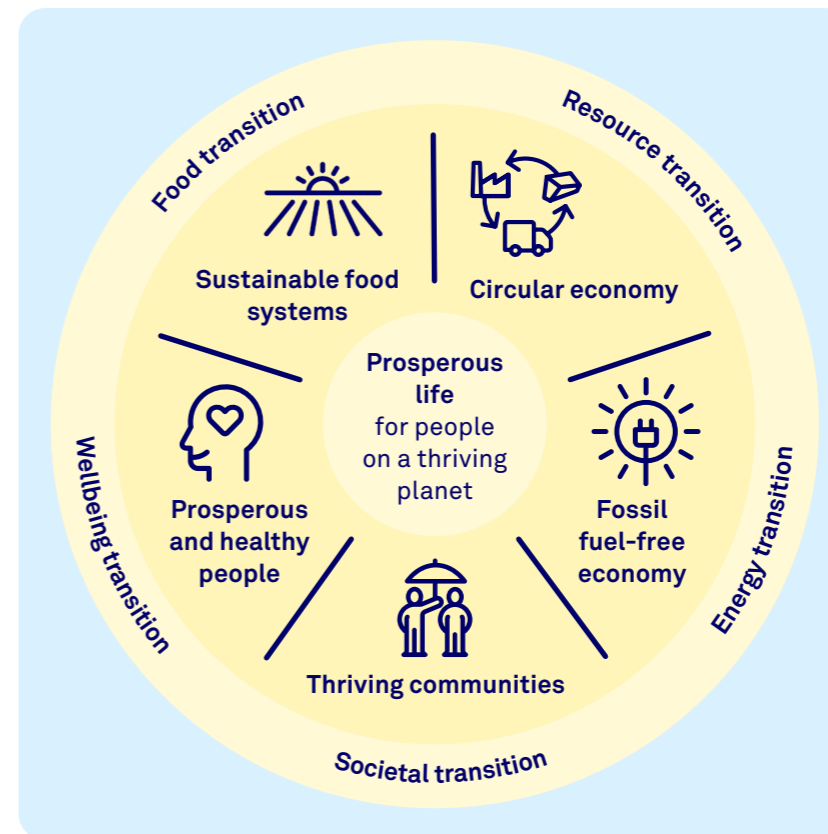 Food transition
Resource transition
Sustainable food
systems
Circular economy
Prosperous
life
for people
on a thriving
planet
Wellbeing transition
Prosperous
and healthy
people
Fossil
fuel-free
economy
Energy transition
Thriving communities
Societal transition